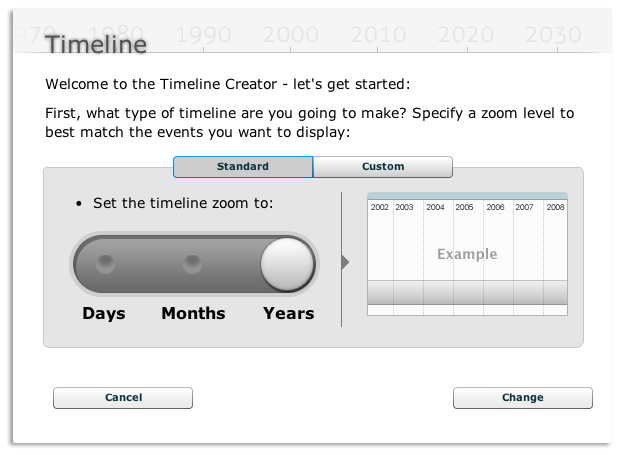 1970 1980 1990 2000 2010 2020 2030
Timeline
Welcome to the Timeline Creator - let's get started:
First, what type of timeline are you going to make? Specify a zoom level to
best match the events you want to display:
Standard Custom
• Set the timeline zoom to:
2002 2003 2004 2005 2006 2007 2008
Example
Days Months Years
Cancel Change